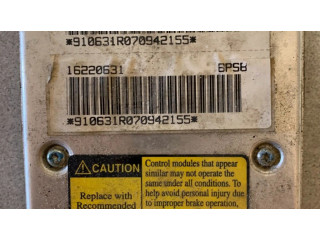 *910631R070942155*
16220631 BPSW
*910631R070942155*
CAUTION
Replace with
Recommended
Control modules that appear
similar may not operate the
same under all conditions. To
help avoid personal injury due
to improper brake operation,